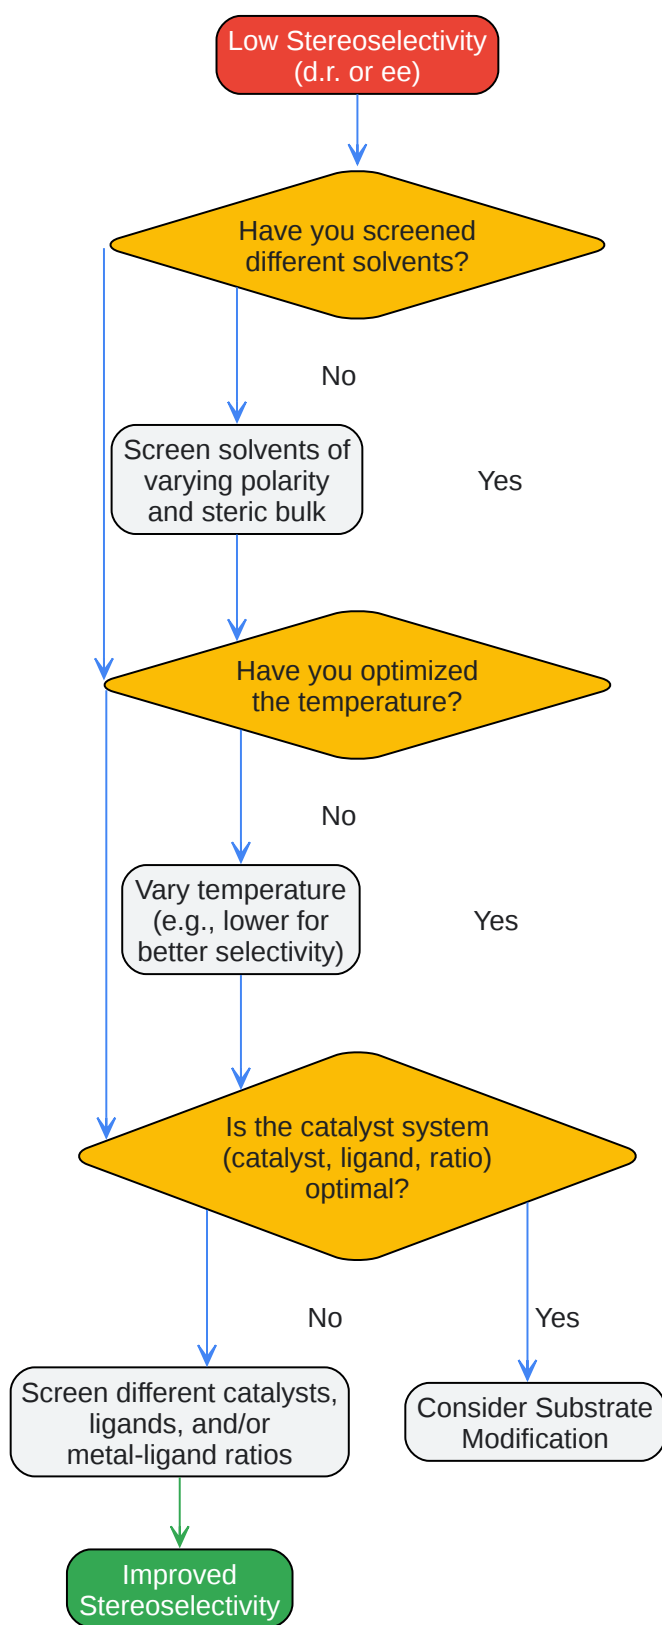 Low Stereoselectivity
(d.r. or ee)
Have you screened
different solvents?
No
Screen solvents of
varying polarity
and steric bulk
Yes
Have you optimized
the temperature?
No
Vary temperature
(e.g., lower for
better selectivity)
Yes
Is the catalyst system
(catalyst, ligand, ratio)
optimal?
No
Yes
Screen different catalysts,
ligands, and/or
metal-ligand ratios
Consider Substrate
Modification
Improved
Stereoselectivity